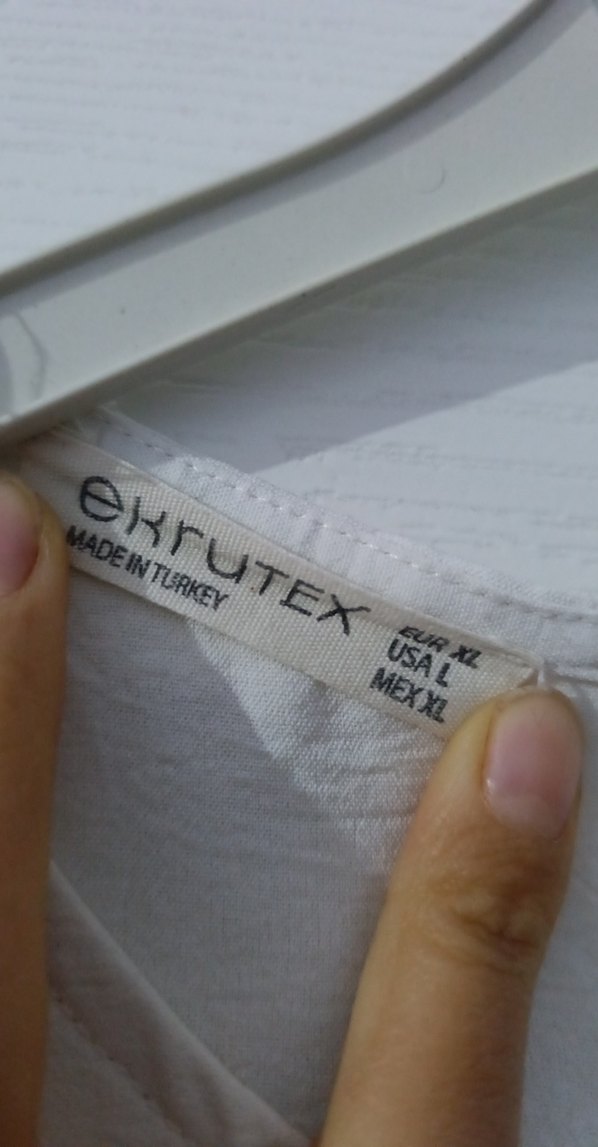 ekruTEX
MADE IN TURKEY
EUR XL
USA L
MEX XL